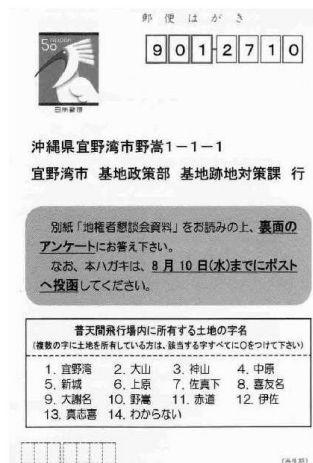 郵便はがき
50
日本郵便
901-2710
沖縄県宜野湾市野嵩1-1-1
宜野湾市 基地政策部 基地跡地対策課 行
別紙「地権者懇談会資料」をお読みの上、裏面の
アンケートにお答え下さい。
なお、本ハガキは、8月10日(水)までにポスト
へ投函してください。
普天間飛行場内に所有する土地の字名
(複数の字に土地を所有している方は、該当する字すべてに○をつけて下さい)
1. 宜野湾 2. 大山 3. 神山 4. 中原
5. 新城 6. 上原 7. 佐真下 8. 喜友名
9. 大謝名 10. 野嵩 11. 赤道 12. 伊佐
13. 真志喜 14. わからない